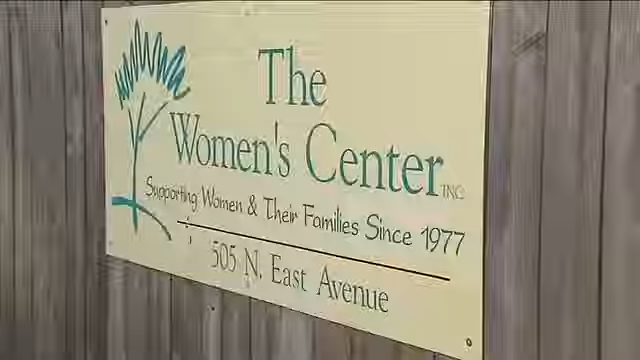 The
Women's Center INC.
Supporting Women & Their Families Since 1977
505 N. East Avenue